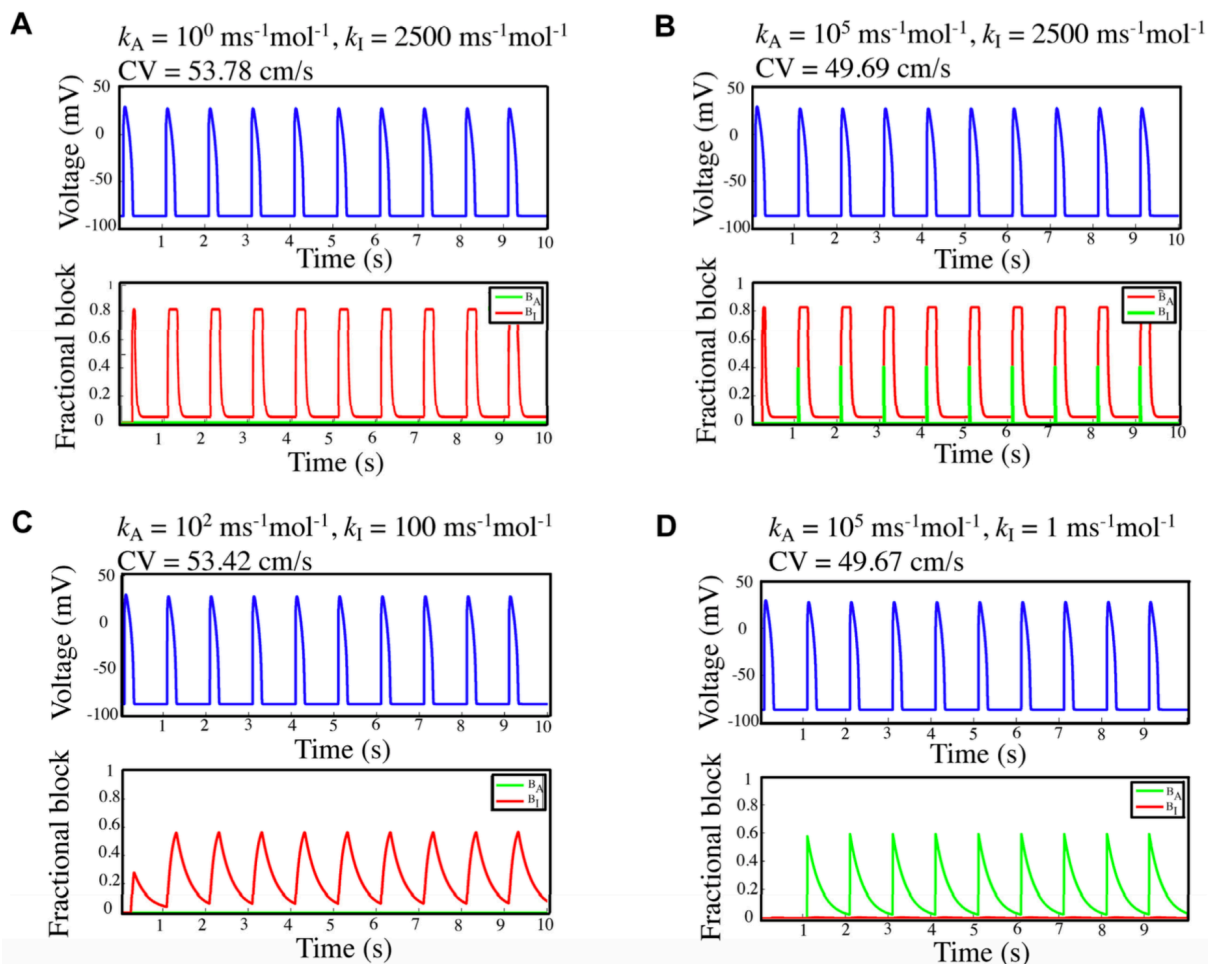 A
kA = 10⁰ ms⁻¹mol⁻¹, kI = 2500 ms⁻¹mol⁻¹
CV = 53.78 cm/s
Voltage (mV)
50
0
-50
-100
1 2 3 4 5 6 7 8 9 10
Time (s)
Fractional block
1
0.8
0.6
0.4
0.2
0
BA
BI
1 2 3 4 5 6 7 8 9 10
Time (s)
B
kA = 10⁵ ms⁻¹mol⁻¹, kI = 2500 ms⁻¹mol⁻¹
CV = 49.69 cm/s
Voltage (mV)
50
0
-50
-100
1 2 3 4 5 6 7 8 9 10
Time (s)
Fractional block
1
0.8
0.6
0.4
0.2
0
BA
BI
1 2 3 4 5 6 7 8 9 10
Time (s)
C
kA = 10² ms⁻¹mol⁻¹, kI = 100 ms⁻¹mol⁻¹
CV = 53.42 cm/s
Voltage (mV)
50
0
-50
-100
1 2 3 4 5 6 7 8 9 10
Time (s)
Fractional block
1
0.8
0.6
0.4
0.2
0
BA
BI
1 2 3 4 5 6 7 8 9 10
Time (s)
D
kA = 10⁵ ms⁻¹mol⁻¹, kI = 1 ms⁻¹mol⁻¹
CV = 49.67 cm/s
Voltage (mV)
50
0
-50
-100
1 2 3 4 5 6 7 8 9
Time (s)
Fractional block
1
0.8
0.6
0.4
0.2
0
BA
BI
1 2 3 4 5 6 7 8 9
Time (s)